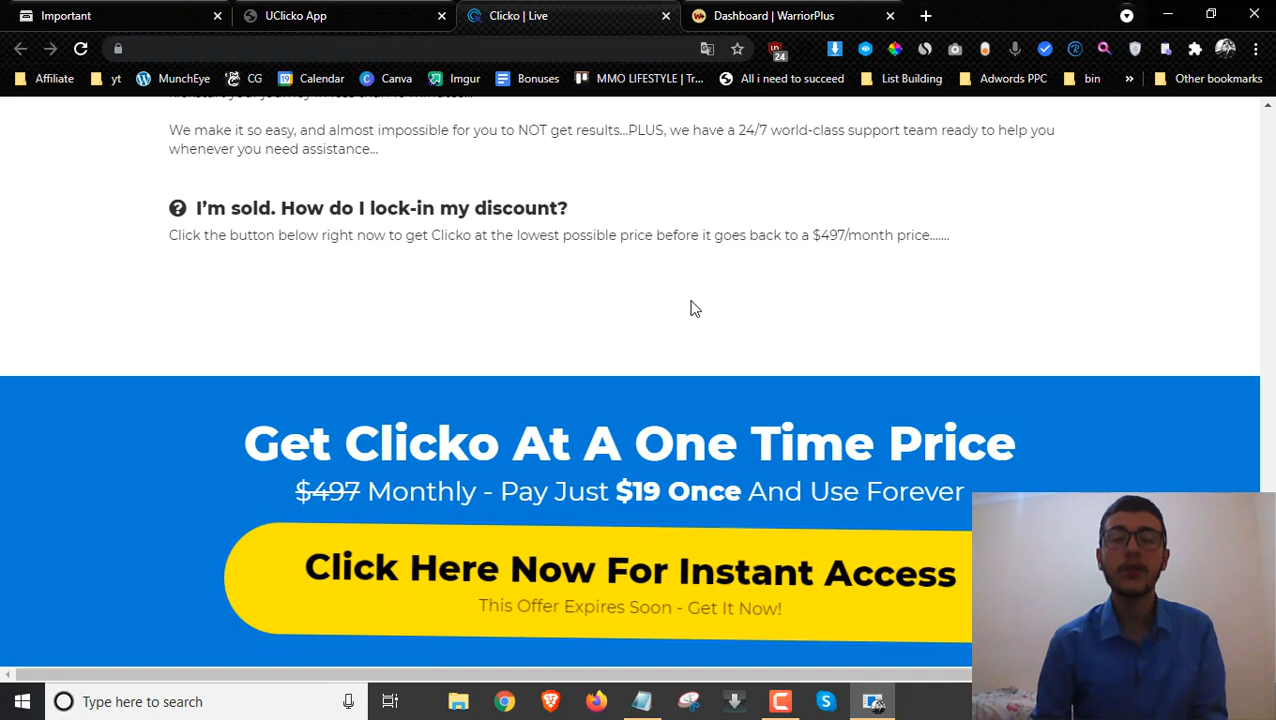 Important
UClicko App
Clicko | Live
Dashboard | WarriorPlus
24
Affiliate
yt
MunchEye
CG
Calendar
Canva
Imgur
Bonuses
MMO LIFESTYLE | Tr...
All i need to succeed
List Building
Adwords PPC
bin
»
Other bookmarks
We make it so easy, and almost impossible for you to NOT get results...PLUS, we have a 24/7 world-class support team ready to help you
whenever you need assistance...
I'm sold. How do I lock-in my discount?
Click the button below right now to get Clicko at the lowest possible price before it goes back to a $497/month price.......
Get Clicko At A One Time Price
$497 Monthly - Pay Just $19 Once And Use Forever
Click Here Now For Instant Access
This Offer Expires Soon - Get It Now!
Type here to search